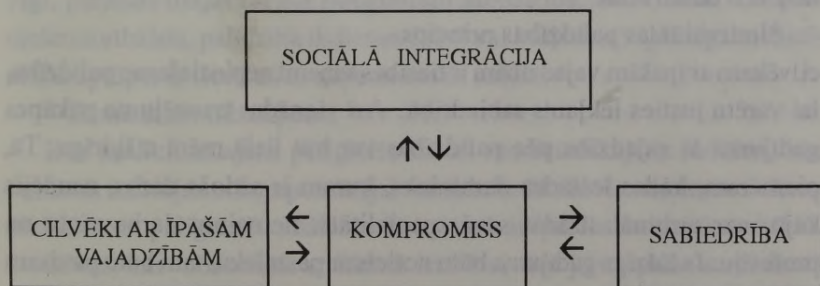 SOCIĀLĀ INTEGRĀCIJA
↑ ↓
CILVĒKI AR ĪPAŠĀM
VAJADZĪBĀM
← →
KOMPROMISS
→ ←
SABIEDRĪBA